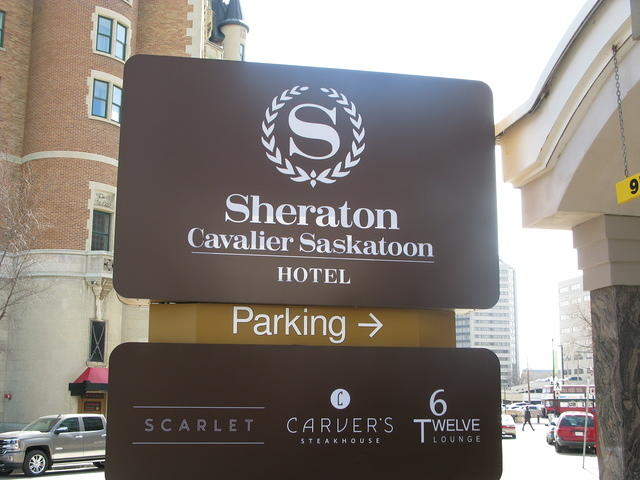 S
Sheraton
Cavalier Saskatoon
HOTEL
Parking →
SCARLET
C
CARVER'S
STEAKHOUSE
6
TWELVE
LOUNGE
9